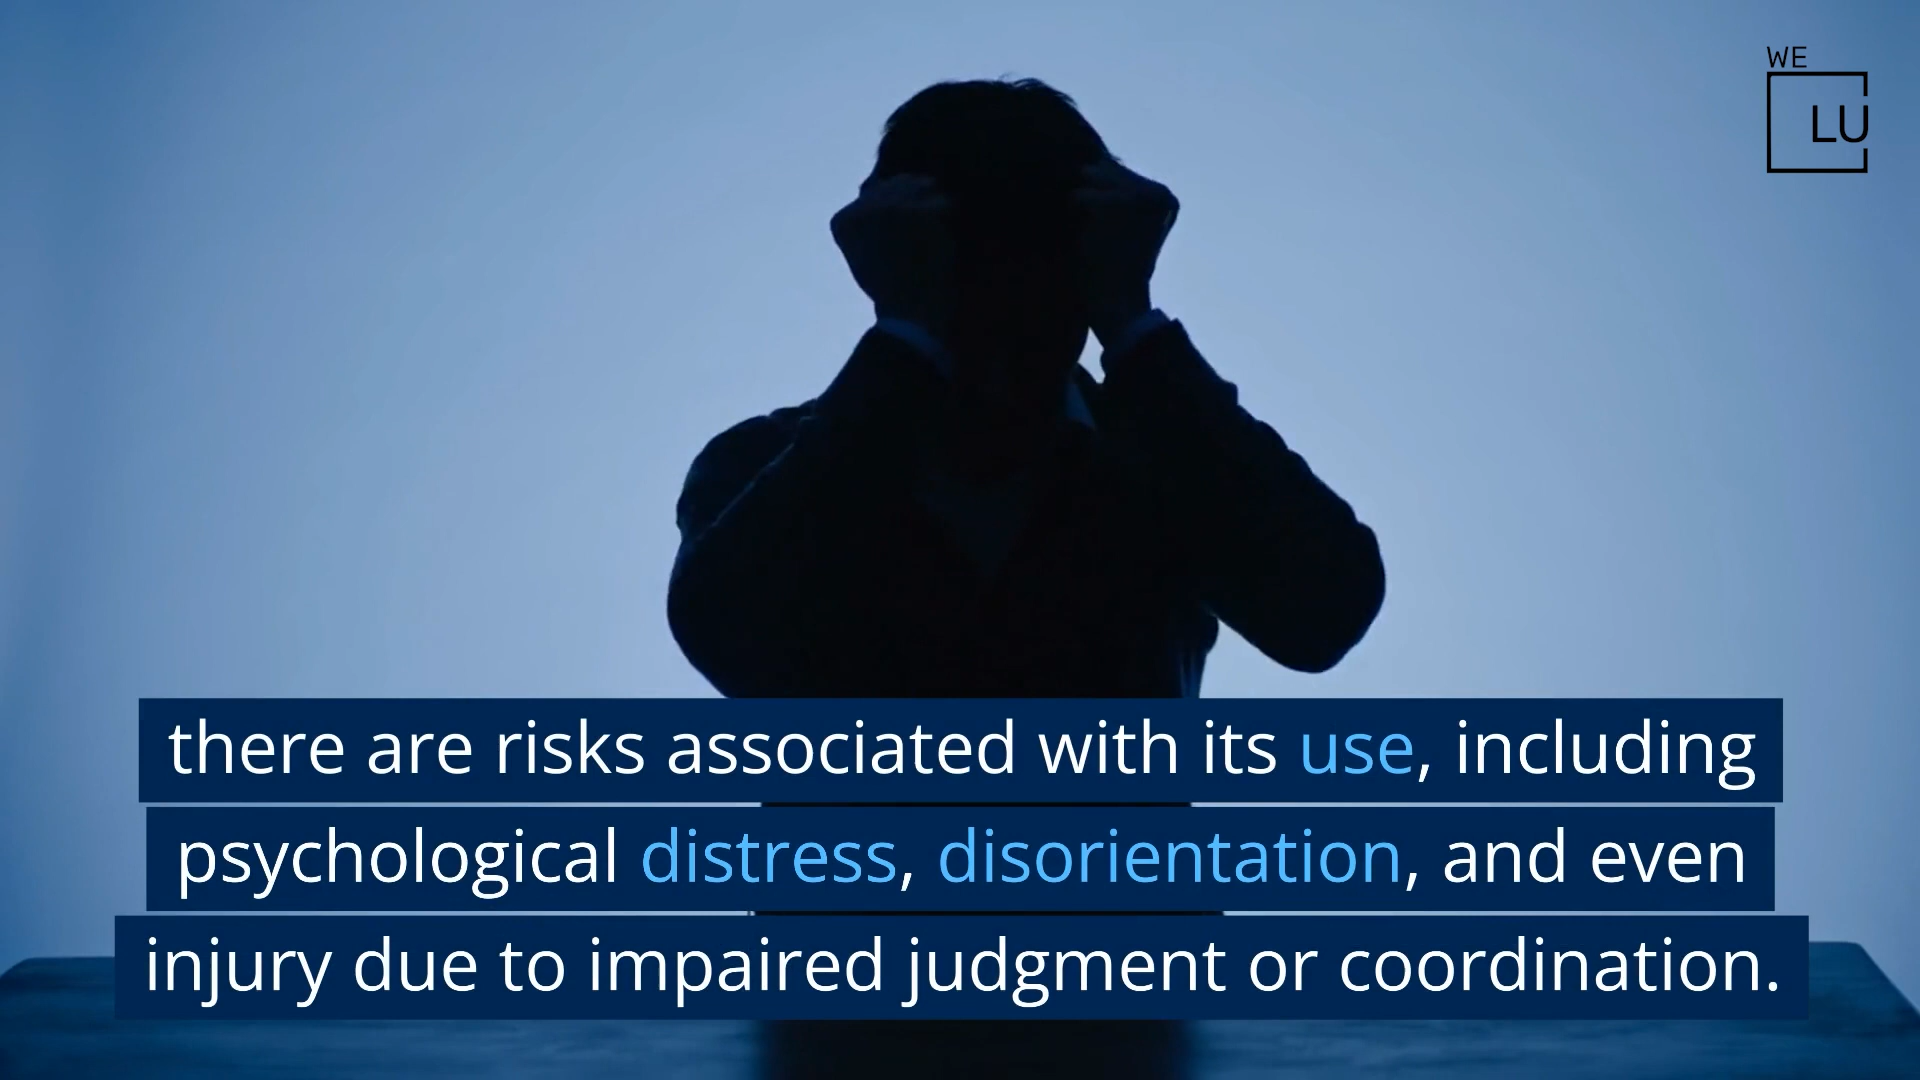 WE
LU
there are risks associated with its use, including
psychological distress, disorientation, and even
injury due to impaired judgment or coordination.